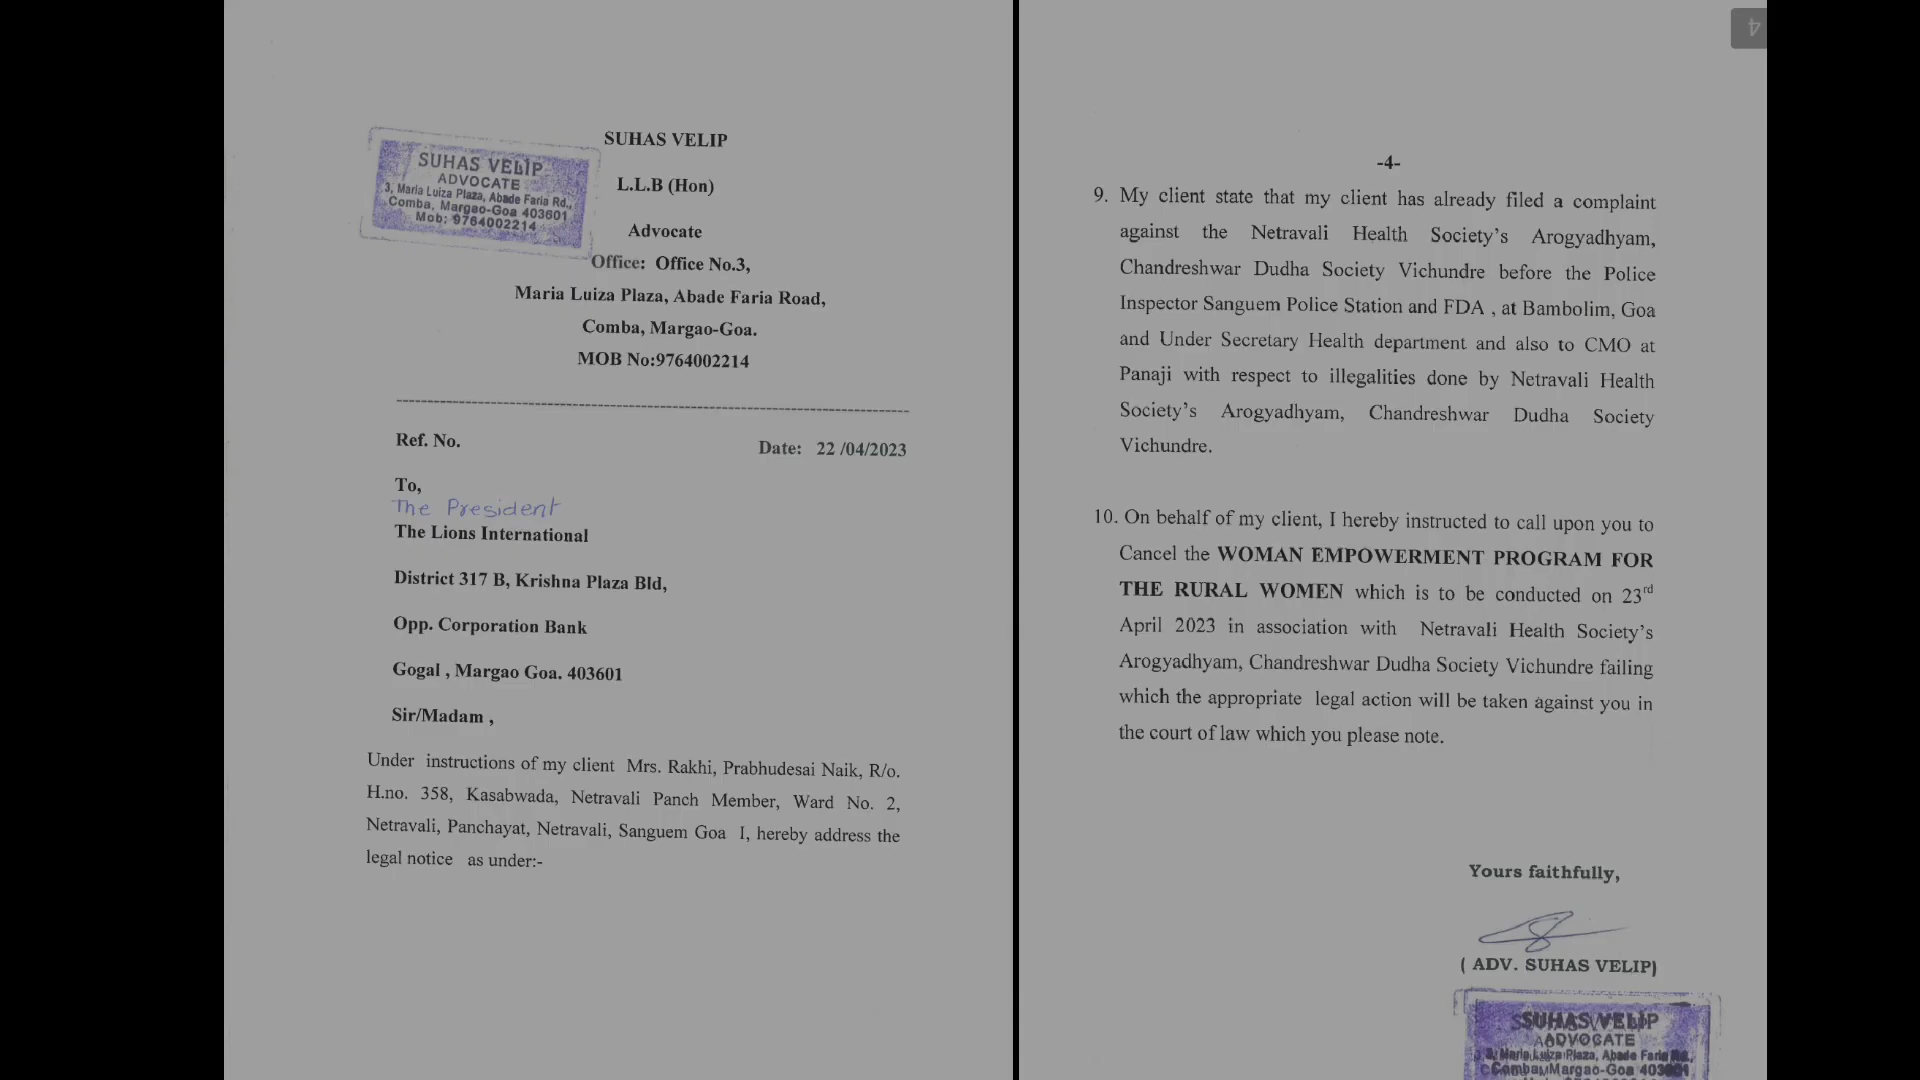 SUHAS VELIP
ADVOCATE
3, Maria Luiza Plaza, Abade Faria Rd.,
Comba, Margao-Goa 403601
Mob: 9764002214
SUHAS VELIP
L.L.B (Hon)
Advocate
Office: Office No.3,
Maria Luiza Plaza, Abade Faria Road,
Comba, Margao-Goa.
MOB No:9764002214
Ref. No.
Date: 22 /04/2023
To,
The President
The Lions International
District 317 B, Krishna Plaza Bld,
Opp. Corporation Bank
Gogal , Margao Goa. 403601
Sir/Madam ,
Under instructions of my client Mrs. Rakhi, Prabhudesai Naik, R/o.
H.no. 358, Kasabwada, Netravali Panch Member, Ward No. 2,
Netravali, Panchayat, Netravali, Sanguem Goa I, hereby address the
legal notice as under:-
4
-4-
9. My client state that my client has already filed a complaint
against the Netravali Health Society's Arogyadhyam,
Chandreshwar Dudha Society Vichundre before the Police
Inspector Sanguem Police Station and FDA , at Bambolim, Goa
and Under Secretary Health department and also to CMO at
Panaji with respect to illegalities done by Netravali Health
Society's Arogyadhyam, Chandreshwar Dudha Society
Vichundre.
10. On behalf of my client, I hereby instructed to call upon you to
Cancel the WOMAN EMPOWERMENT PROGRAM FOR
THE RURAL WOMEN which is to be conducted on 23rd
April 2023 in association with Netravali Health Society's
Arogyadhyam, Chandreshwar Dudha Society Vichundre failing
which the appropriate legal action will be taken against you in
the court of law which you please note.
Yours faithfully,
( ADV. SUHAS VELIP)
SUHAS VELIP
ADVOCATE
3, Maria Luiza Plaza, Abade Faria Rd.,
Comba, Margao-Goa 403601